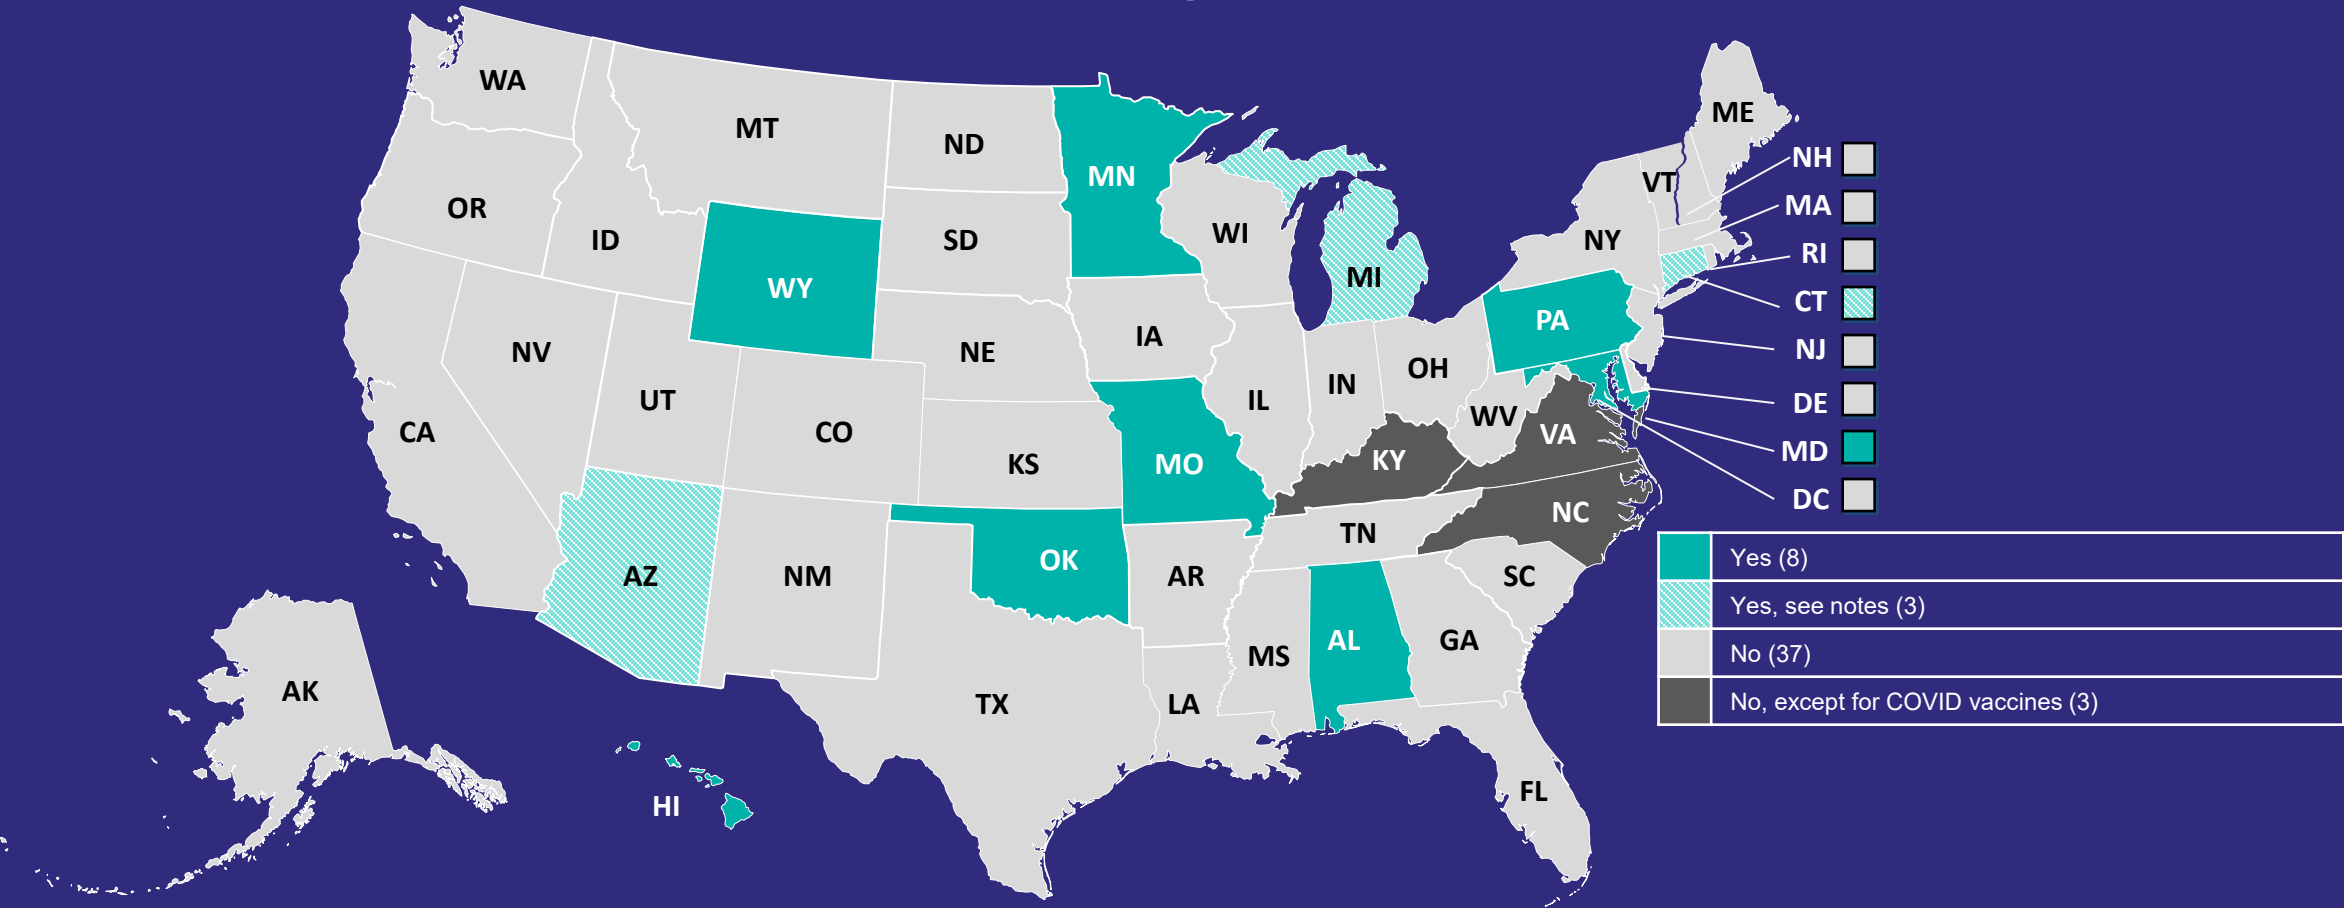 WA
MT
ND
MN
ME
NH
VT
MA
OR
ID
SD
WI
NY
RI
MI
CT
WY
PA
NJ
IA
NV
NE
OH
IN
DE
UT
IL
WV
CO
CA
VA
MD
KS
MO
KY
DC
NC
TN
OK
AZ
NM
AR
SC
AL
GA
MS
AK
TX
LA
FL
HI
Yes (8)
Yes, see notes (3)
No (37)
No, except for COVID vaccines (3)